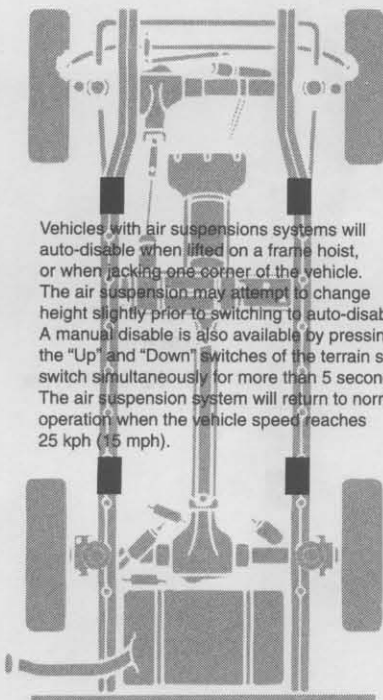 Vehicles with air suspensions systems will
auto-disable when lifted on a frame hoist,
or when jacking one corner of the vehicle.
The air suspension may attempt to change
height slightly prior to switching to auto-disab
A manual disable is also available by pressin
the “Up” and “Down” switches of the terrain s
switch simultaneously for more than 5 secon
The air suspension system will return to norm
operation when the vehicle speed reaches
25 kph (15 mph).